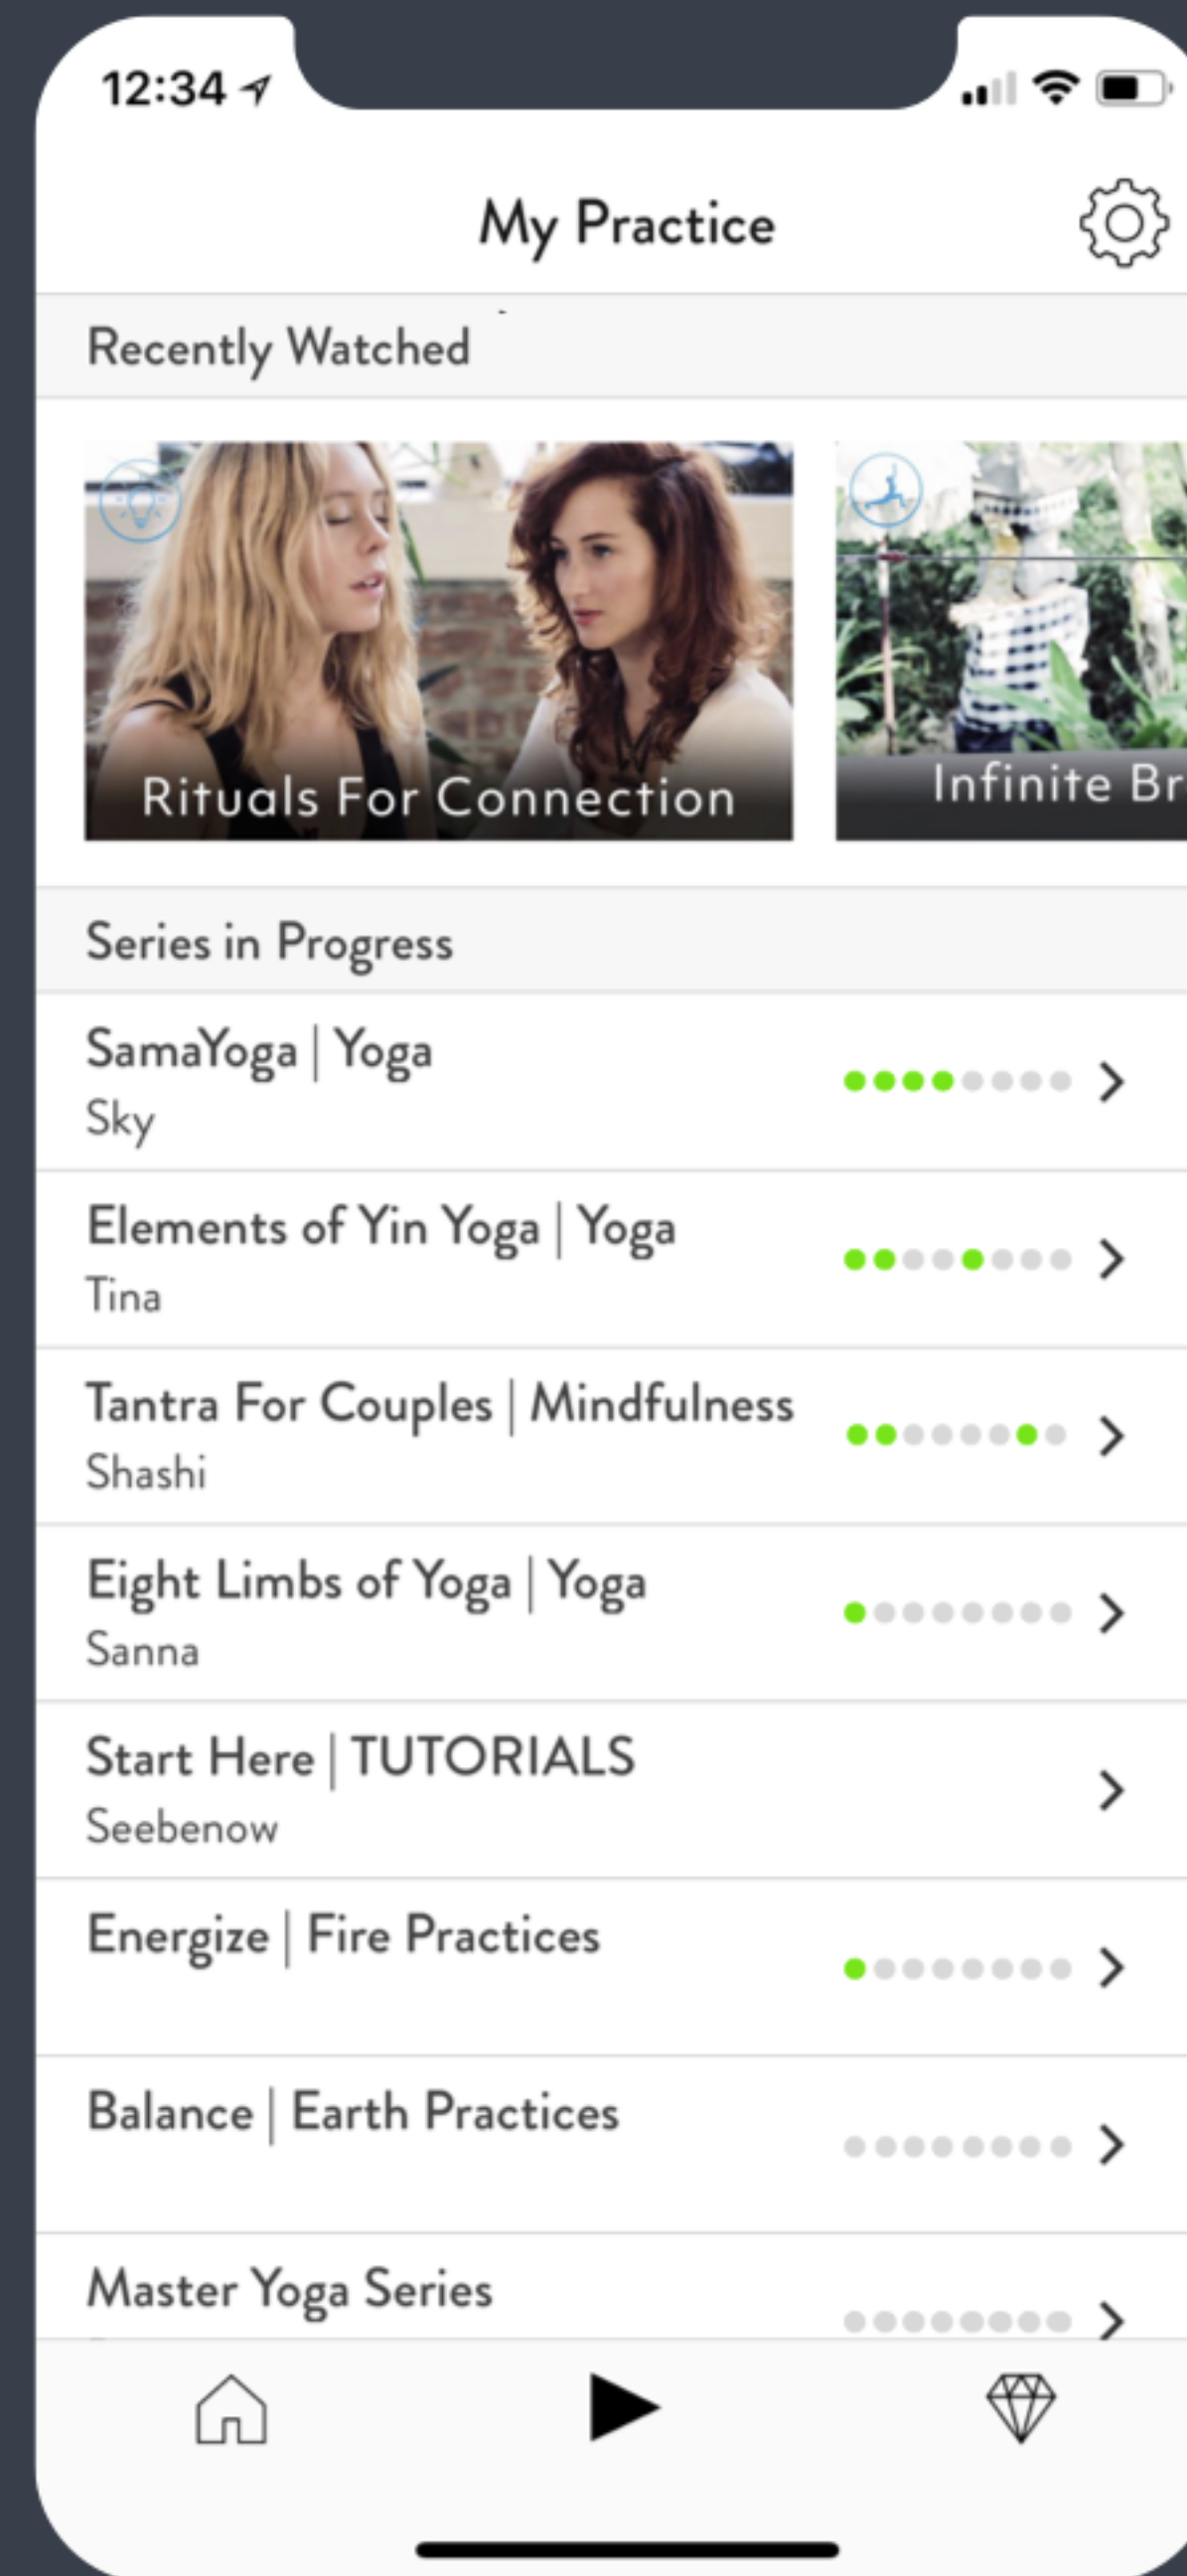 12:34
My Practice
Recently Watched
Rituals For Connection
Infinite Br
Series in Progress
SamaYoga | Yoga
Sky
Elements of Yin Yoga | Yoga
Tina
Tantra For Couples | Mindfulness
Shashi
Eight Limbs of Yoga | Yoga
Sanna
Start Here | TUTORIALS
Seebenow
Energize | Fire Practices
Balance | Earth Practices
Master Yoga Series